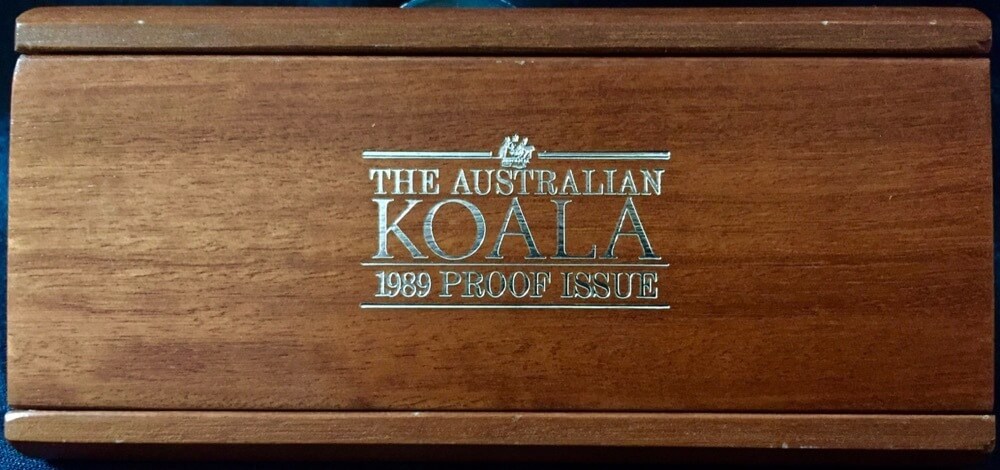 THE AUSTRALIAN
KOALA
1989 PROOF ISSUE